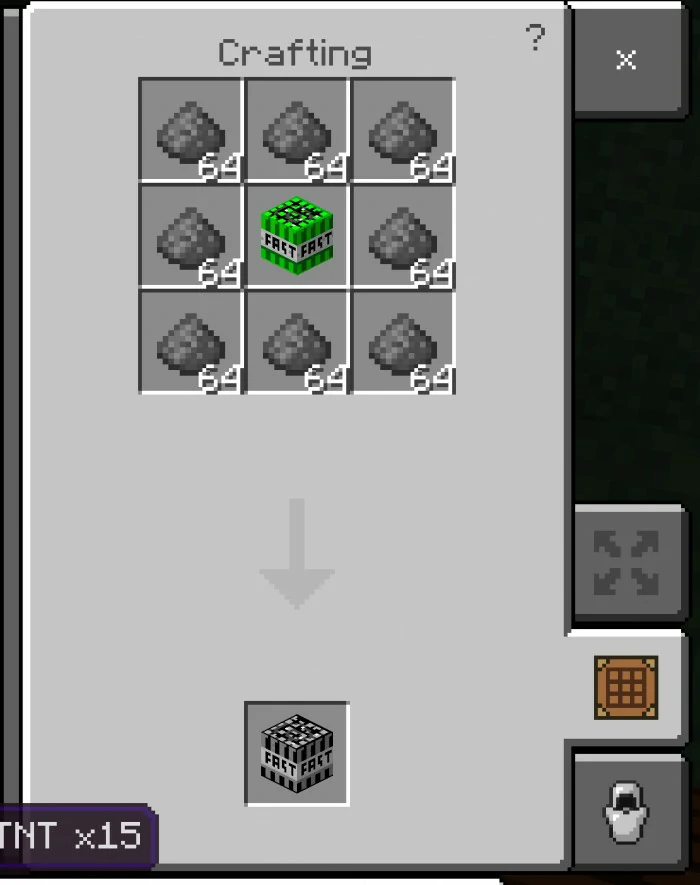 Crafting
?
x
64 64 64
64 FAST FAST 64
64 64 64
FAST FAST
TNT x15